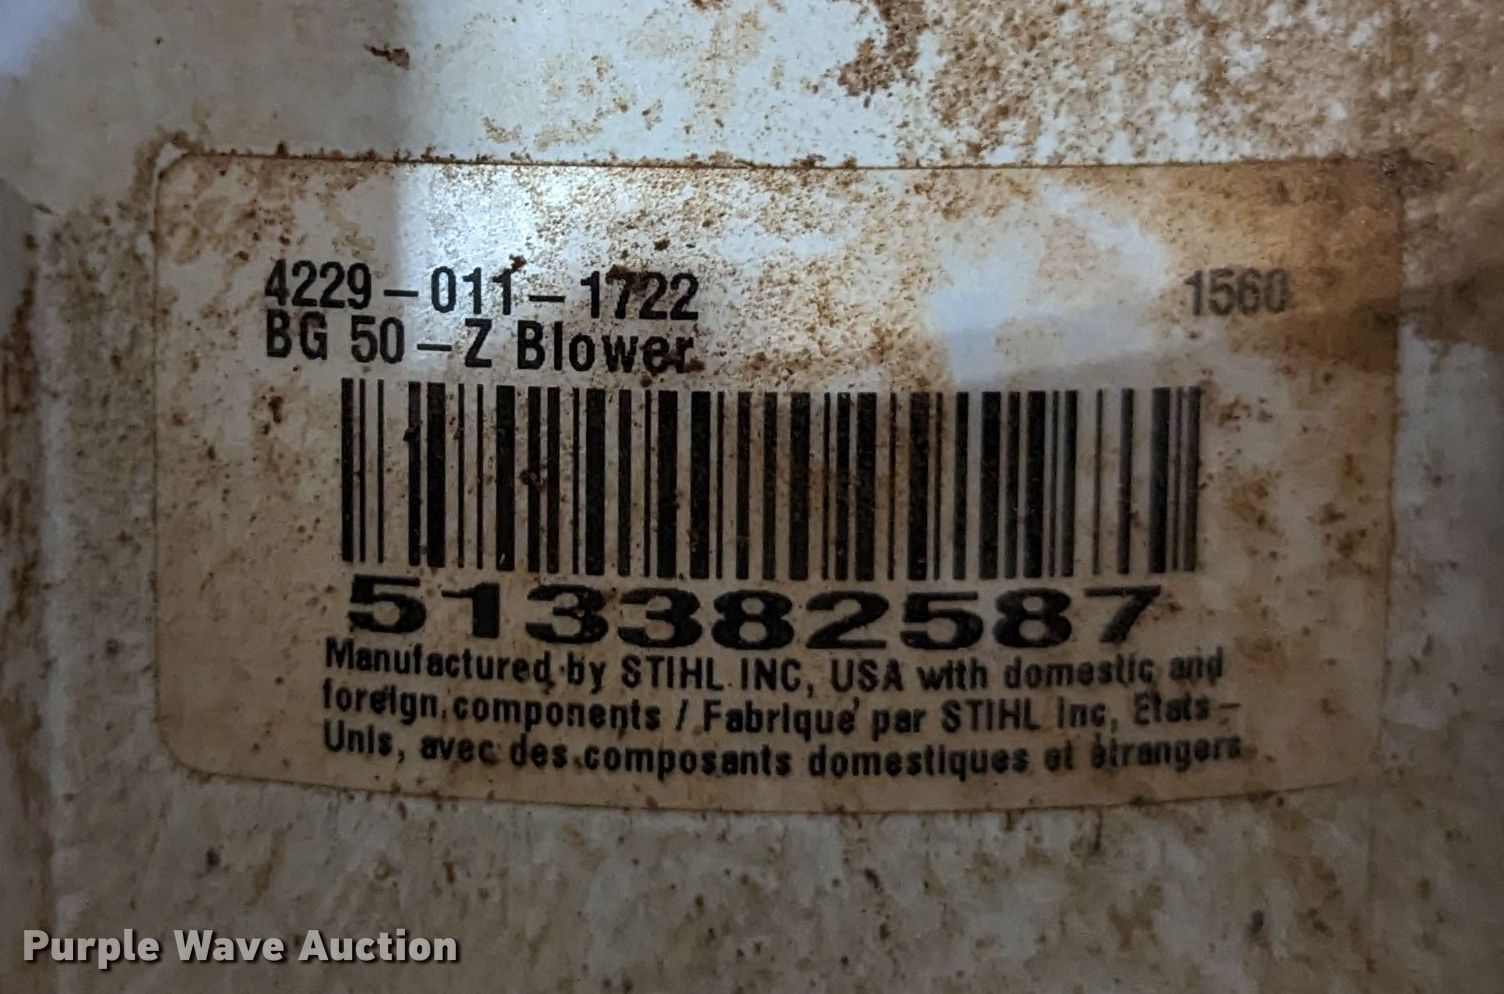 4229-011-1722 1560
BG 50-Z Blower
513382587
Manufactured by STIHL INC, USA with domestic and
foreign components / Fabriqué par STIHL Inc, États-
Unis, avec des composants domestiques et étrangers
Purple Wave Auction